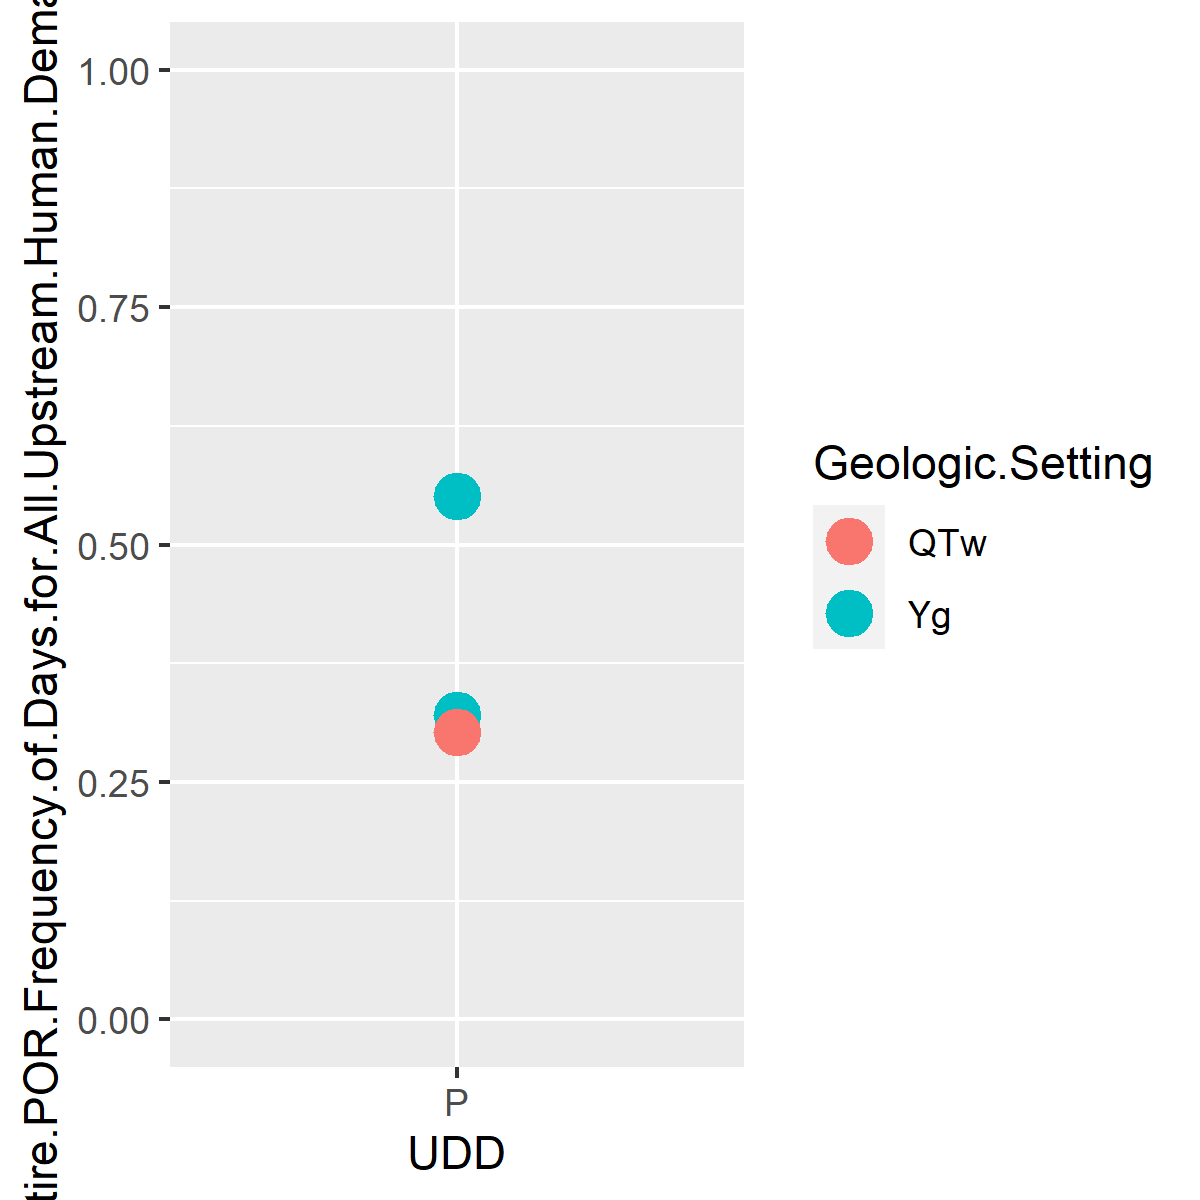 tire.POR.Frequency.of.Days.for.All.Upstream.Human.Dema
1.00
0.75
0.50
0.25
0.00
P
UDD
Geologic.Setting
QTw
Yg